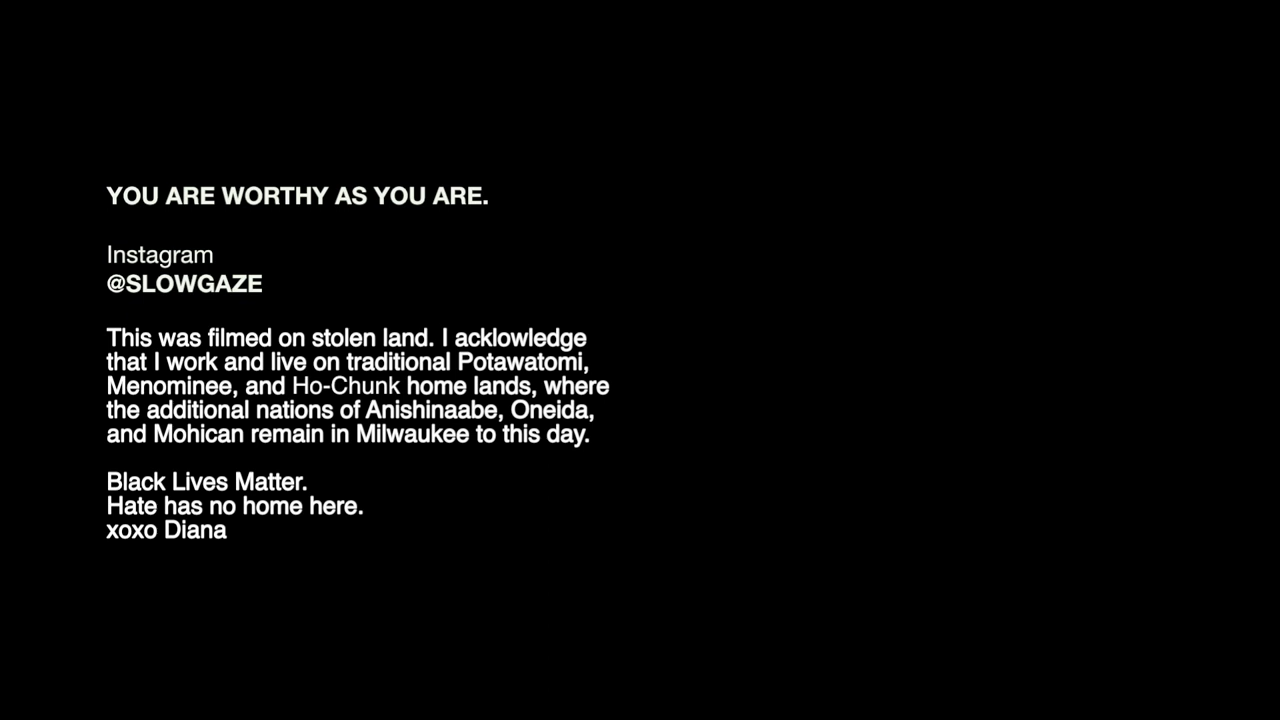 YOU ARE WORTHY AS YOU ARE.
Instagram
@SLOWGAZE
This was filmed on stolen land. I acklowledge
that I work and live on traditional Potawatomi,
Menominee, and Ho-Chunk home lands, where
the additional nations of Anishinaabe, Oneida,
and Mohican remain in Milwaukee to this day.
Black Lives Matter.
Hate has no home here.
xoxo Diana